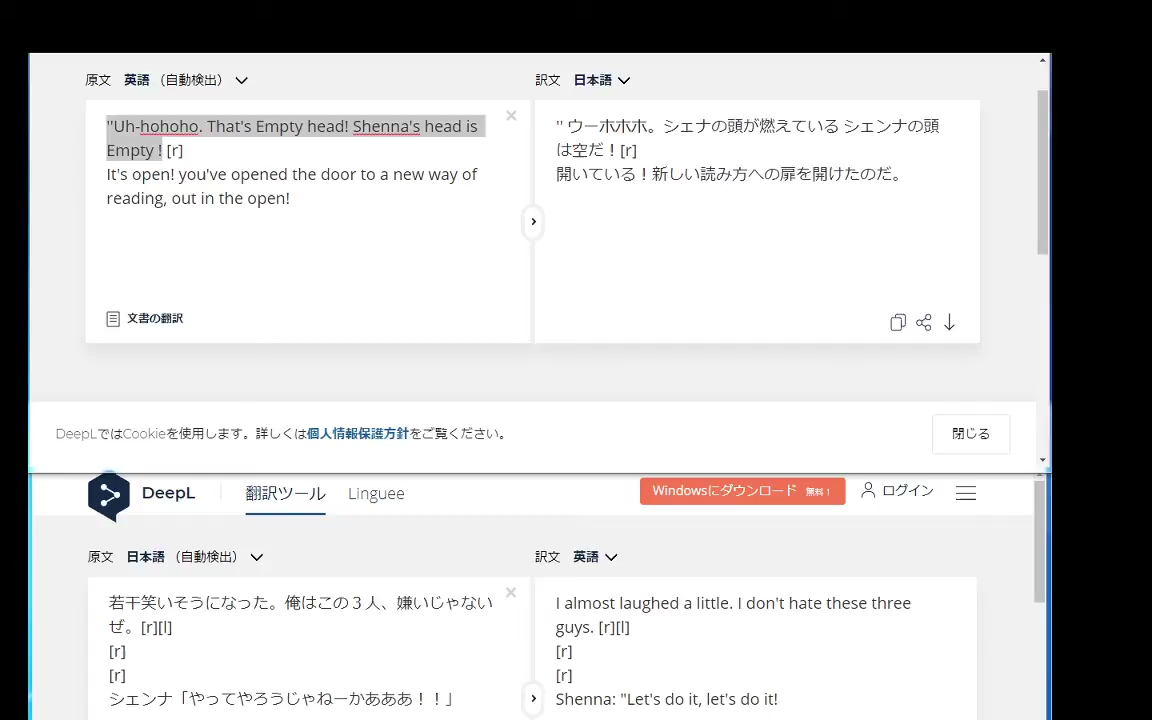 原文 英語 (自動検出)
訳文 日本語
"Uh-hohoho. That's Empty head! Shenna's head is
Empty ! [r]
It's open! you've opened the door to a new way of
reading, out in the open!
文書の翻訳
" ウーホホホ。シェナの頭が燃えている シェンナの頭
は空だ！[r]
開いている！新しい読み方への扉を開けたのだ。
DeepLではCookieを使用します。詳しくは個人情報保護方針をご覧ください。
閉じる
DeepL
翻訳ツール
Linguee
Windowsにダウンロード 無料！
ログイン
原文 日本語 (自動検出)
訳文 英語
若干笑いそうになった。俺はこの３人、嫌いじゃない
ぜ。[r][l]
[r]
[r]
シェンナ「やってやろうじゃねーかあああ！！」
I almost laughed a little. I don't hate these three
guys. [r][l]
[r]
[r]
Shenna: "Let's do it, let's do it!